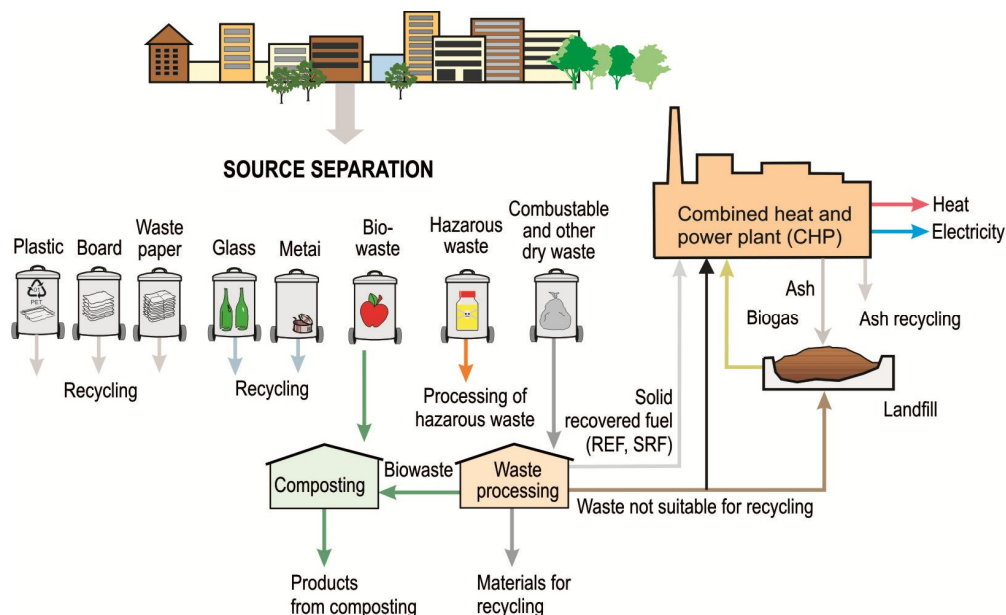 SOURCE SEPARATION
Plastic
Board
Waste
paper
Glass
Metai
Bio-
waste
Hazarous
waste
Combustable
and other
dry waste
01
PET
Recycling
Recycling
Processing of
hazarous waste
Combined heat and
power plant (CHP)
Heat
Electricity
Ash
Biogas
Ash recycling
Landfill
Solid
recovered fuel
(REF, SRF)
Composting
Biowaste
Waste
processing
Waste not suitable for recycling
Products
from composting
Materials for
recycling